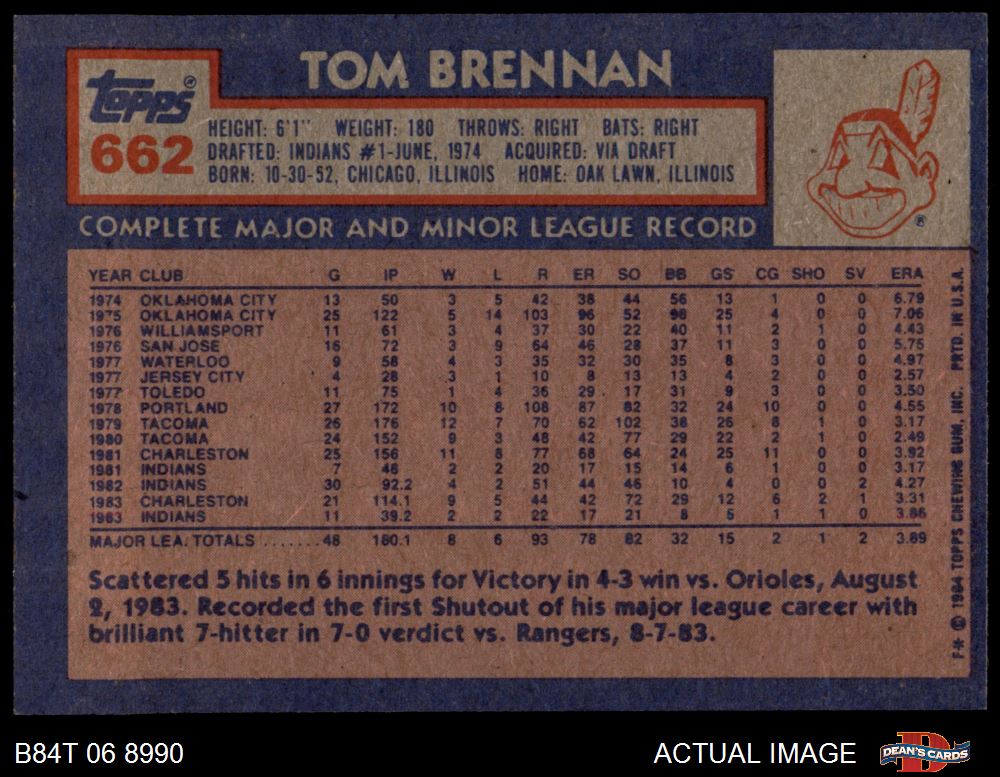 TOM BRENNAN
Topps®
662
HEIGHT: 6'1" WEIGHT: 180 THROWS: RIGHT BATS: RIGHT
DRAFTED: INDIANS #1-JUNE, 1974 ACQUIRED: VIA DRAFT
BORN: 10-30-52, CHICAGO, ILLINOIS HOME: OAK LAWN, ILLINOIS
®
COMPLETE MAJOR AND MINOR LEAGUE RECORD
YEAR CLUB G IP W L R ER SO BB GS CG SHO SV ERA
1974 OKLAHOMA CITY 13 50 3 5 42 38 44 56 13 1 0 0 6.79
1975 OKLAHOMA CITY 25 122 5 14 103 96 52 96 25 4 0 0 7.06
1976 WILLIAMSPORT 11 61 3 4 37 30 22 40 11 2 1 0 4.43
1976 SAN JOSE 16 72 3 9 64 46 28 37 11 3 0 0 5.75
1977 WATERLOO 9 58 4 3 35 32 30 35 8 3 0 0 4.97
1977 JERSEY CITY 4 28 3 1 10 8 13 13 4 2 0 0 2.57
1977 TOLEDO 11 75 1 4 36 29 17 31 9 3 0 0 3.50
1978 PORTLAND 27 172 10 8 108 87 82 32 24 10 0 0 4.55
1979 TACOMA 26 176 12 7 70 62 102 38 26 8 1 0 3.17
1980 TACOMA 24 152 9 3 48 42 77 29 22 2 1 0 2.49
1981 CHARLESTON 25 156 11 8 77 68 64 24 25 11 0 0 3.92
1981 INDIANS 7 48 2 2 20 17 15 14 6 1 0 0 3.17
1982 INDIANS 30 92.2 4 2 51 44 46 10 4 0 0 2 4.27
1983 CHARLESTON 21 114.1 9 5 44 42 72 29 12 6 2 1 3.31
1983 INDIANS 11 39.2 2 2 22 17 21 8 5 1 1 0 3.86
MAJOR LEA. TOTALS ....... 48 180.1 8 6 93 78 82 32 15 2 1 2 3.89
Scattered 5 hits in 6 innings for Victory in 4-3 win vs. Orioles, August
2, 1983. Recorded the first Shutout of his major league career with
brilliant 7-hitter in 7-0 verdict vs. Rangers, 8-7-83.
F* © 1984 TOPPS CHEWING GUM, INC. PRTD. IN U.S.A.
B84T 06 8990
ACTUAL IMAGE
D
DEAN'S CARDS